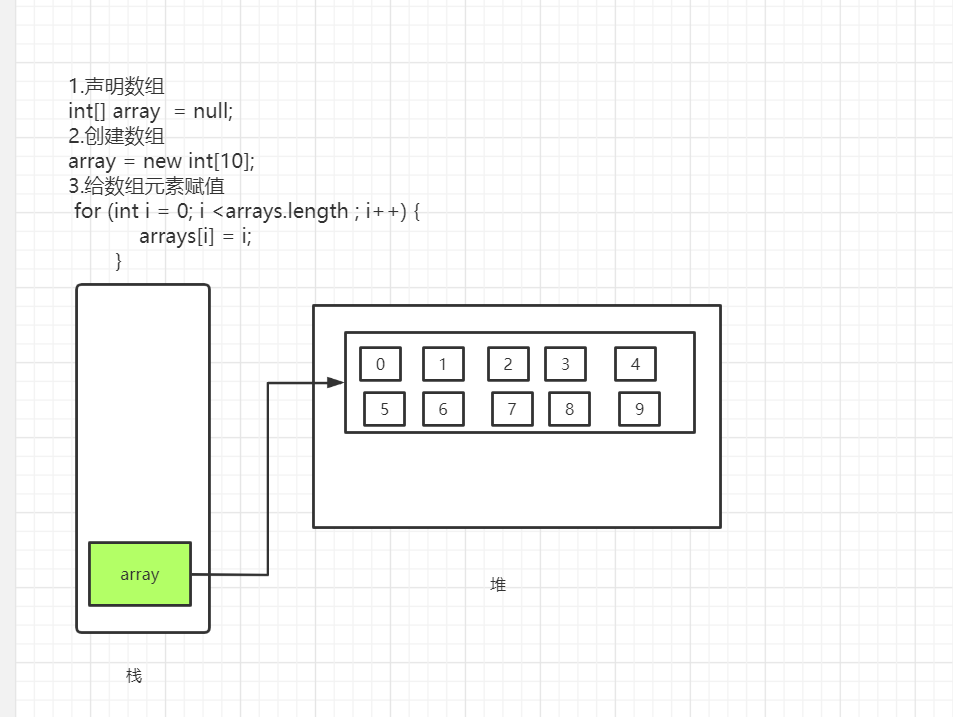 1.声明数组
int[] array  = null;
2.创建数组
array = new int[10];
3.给数组元素赋值
for (int i = 0; i <arrays.length ; i++) {
arrays[i] = i;
}
0 1 2 3 4
5 6 7 8 9
array
堆
栈